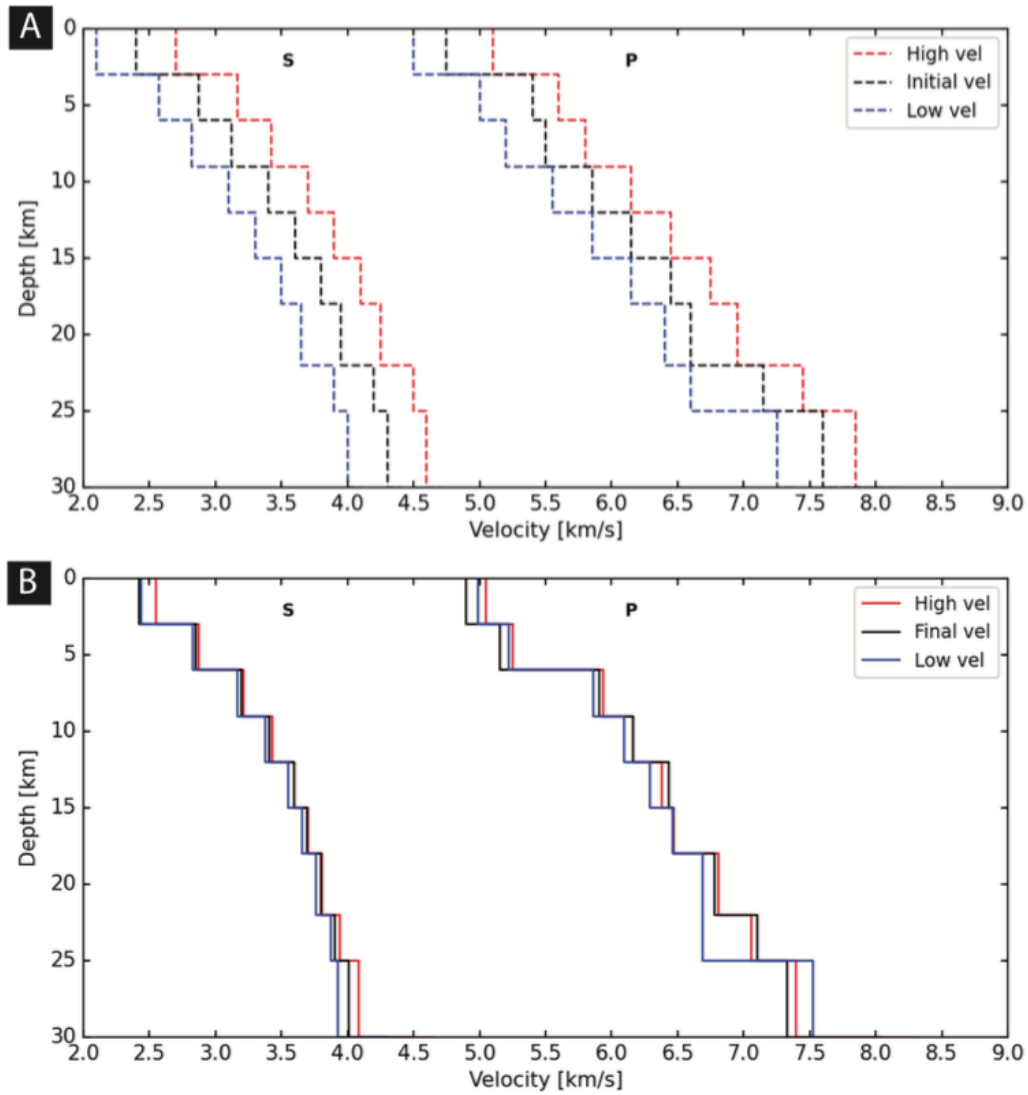 A
S
P
High vel
Initial vel
Low vel
0
5
10
15
20
25
30
Depth [km]
2.0 2.5 3.0 3.5 4.0 4.5 5.0 5.5 6.0 6.5 7.0 7.5 8.0 8.5 9.0
Velocity [km/s]
B
S
P
High vel
Final vel
Low vel
0
5
10
15
20
25
30
Depth [km]
2.0 2.5 3.0 3.5 4.0 4.5 5.0 5.5 6.0 6.5 7.0 7.5 8.0 8.5 9.0
Velocity [km/s]